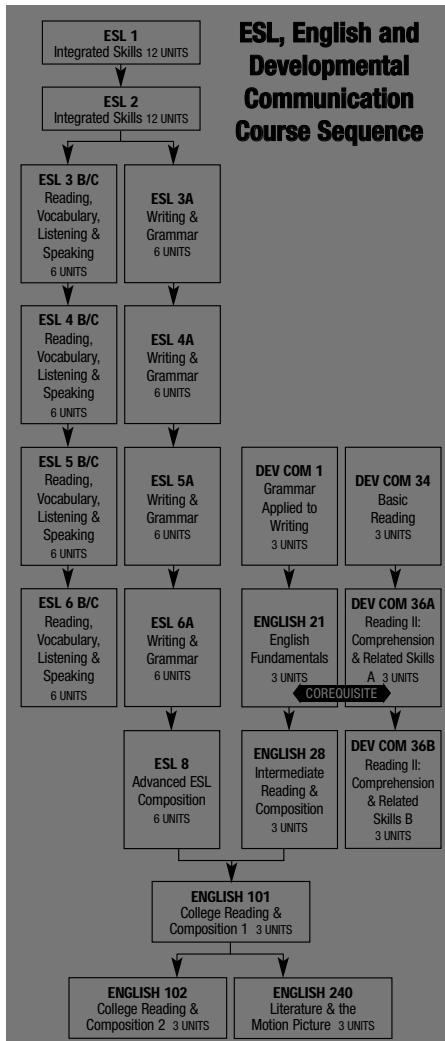 ESL, English and
Developmental
Communication
Course Sequence
ESL 1
Integrated Skills 12 UNITS
ESL 2
Integrated Skills 12 UNITS
ESL 3 B/C
Reading,
Vocabulary,
Listening &
Speaking
6 UNITS
ESL 3A
Writing &
Grammar
6 UNITS
ESL 4 B/C
Reading,
Vocabulary,
Listening &
Speaking
6 UNITS
ESL 4A
Writing &
Grammar
6 UNITS
ESL 5 B/C
Reading,
Vocabulary,
Listening &
Speaking
6 UNITS
ESL 5A
Writing &
Grammar
6 UNITS
DEV COM 1
Grammar
Applied to
Writing
3 UNITS
DEV COM 34
Basic
Reading
3 UNITS
ESL 6 B/C
Reading,
Vocabulary,
Listening &
Speaking
6 UNITS
ESL 6A
Writing &
Grammar
6 UNITS
ENGLISH 21
English
Fundamentals
3 UNITS
DEV COM 36A
Reading II:
Comprehension
& Related Skills
A 3 UNITS
COREQUISITE
ESL 8
Advanced ESL
Composition
6 UNITS
ENGLISH 28
Intermediate
Reading &
Composition
3 UNITS
DEV COM 36B
Reading II:
Comprehension
& Related
Skills B
3 UNITS
ENGLISH 101
College Reading &
Composition 1 3 UNITS
ENGLISH 102
College Reading &
Composition 2 3 UNITS
ENGLISH 240
Literature & the
Motion Picture 3 UNITS